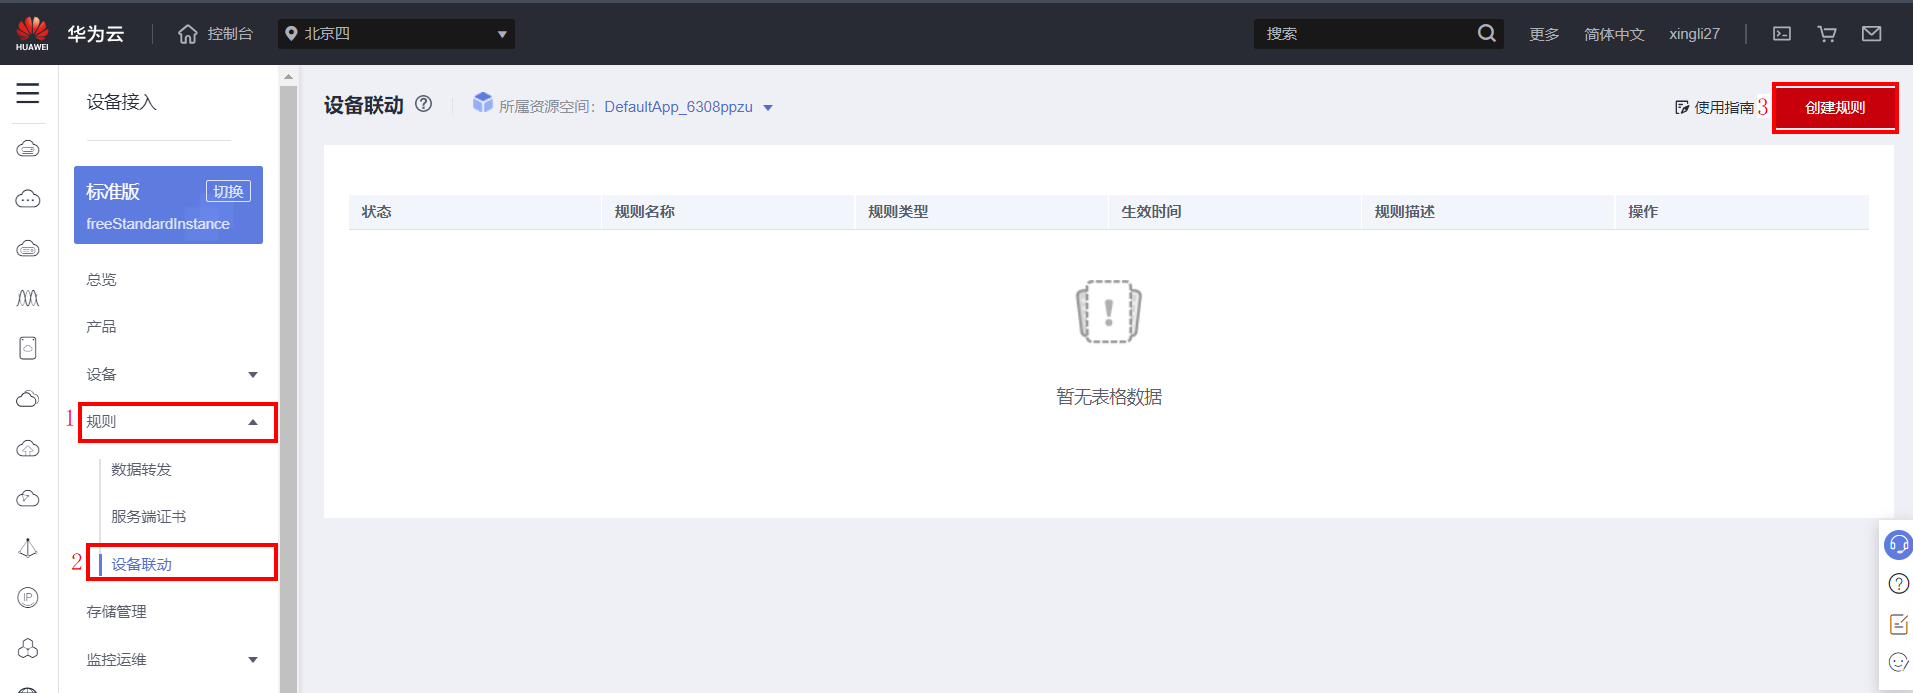 HUAWEI
华为云
控制台
北京四
搜索
更多
简体中文
xingli27
设备接入
标准版
切换
freeStandardInstance
总览
产品
设备
1
规则
数据转发
服务端证书
2
设备联动
存储管理
监控运维
IP
设备联动
所属资源空间：
DefaultApp_6308ppzu
使用指南
3
创建规则
状态
规则名称
规则类型
生效时间
规则描述
操作
暂无表格数据